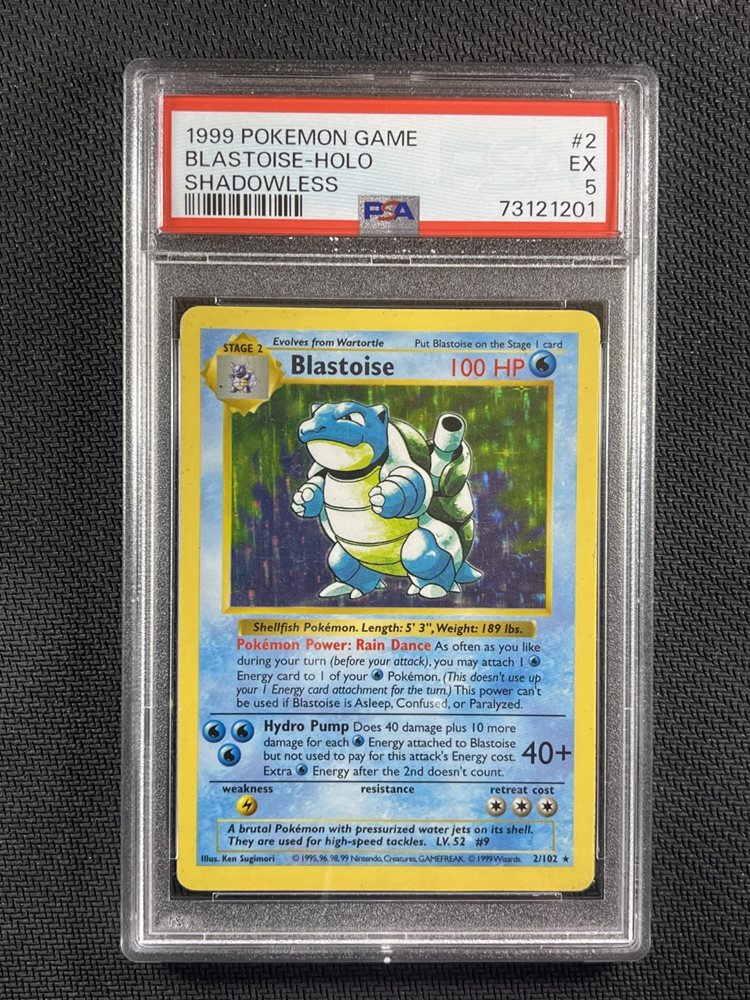 1999 POKEMON GAME #2
BLASTOISE-HOLO EX
SHADOWLESS 5
PSA 73121201
Evolves from Wartortle Put Blastoise on the Stage 1 card
STAGE 2
Blastoise 100 HP
Shellfish Pokémon. Length: 5' 3", Weight: 189 lbs.
Pokémon Power: Rain Dance As often as you like
during your turn (before your attack), you may attach 1
Energy card to 1 of your Pokémon. (This doesn't use up
your 1 Energy card attachment for the turn.) This power can't
be used if Blastoise is Asleep, Confused, or Paralyzed.
Hydro Pump Does 40 damage plus 10 more
damage for each Energy attached to Blastoise
but not used to pay for this attack's Energy cost. 40+
Extra Energy after the 2nd doesn't count.
weakness resistance retreat cost
A brutal Pokémon with pressurized water jets on its shell.
They are used for high-speed tackles. LV. 52 #9
Illus. Ken Sugimori © 1995, 96, 98, 99 Nintendo, Creatures, GAMEFREAK. © 1999 Wizards. 2/102 ★